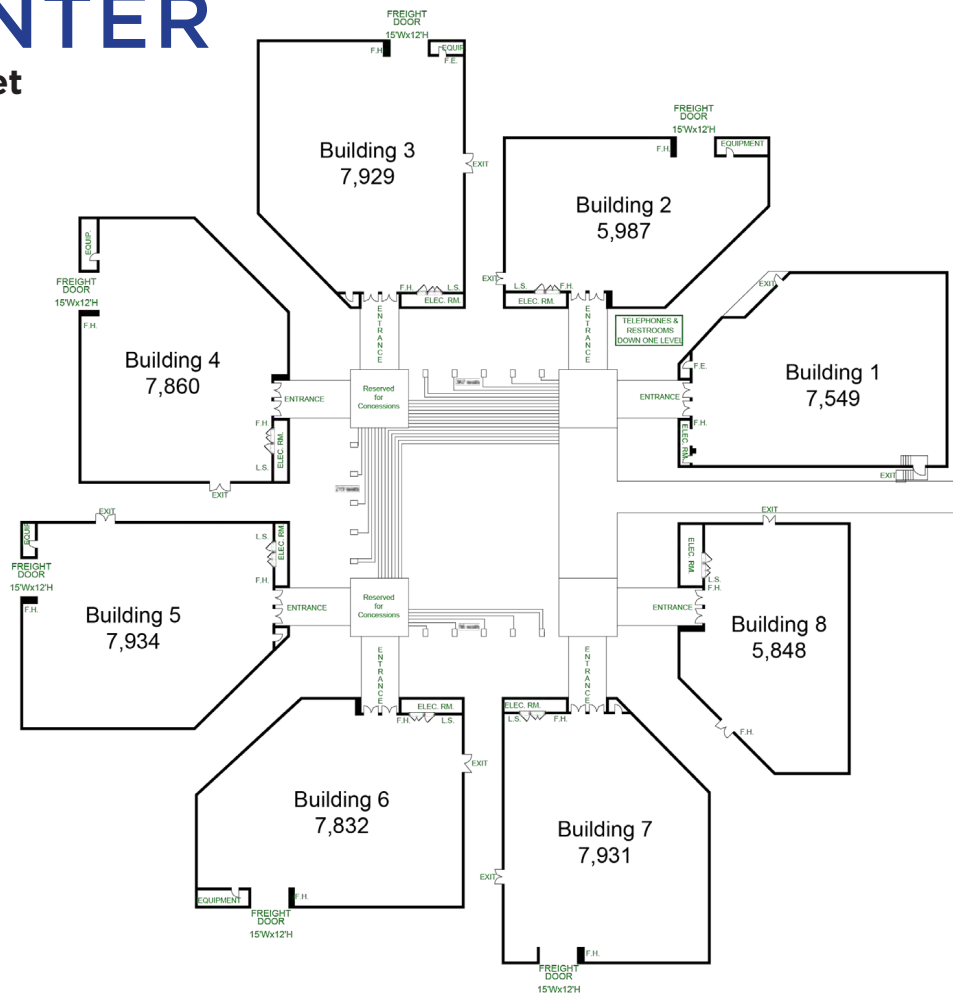 NTER
et
FREIGHT
DOOR
15'Wx12'H
F.H
EQUIP
F.E.
Building 3
7,929
EXIT
F.H.
L.S.
ELEC. RM.
ENTRANCE
FREIGHT
DOOR
15'Wx12'H
F.H.
EQUIPMENT
Building 2
5,987
EXIT
L.S.
F.H.
ELEC. RM.
ENTRANCE
TELEPHONES &
RESTROOMS
DOWN ONE LEVEL
EXIT
F.E.
Building 1
7,549
ENTRANCE
F.H.
ELEC. RM.
EXIT
EQUIP.
FREIGHT
DOOR
15'Wx12'H
F.H.
Building 4
7,860
ENTRANCE
F.H.
L.S.
ELEC. RM.
EXIT
Reserved
for
Concessions
EXIT
EQUIP
FREIGHT
DOOR
15'Wx12'H
F.H.
L.S.
ELEC. RM.
F.H.
Building 5
7,934
ENTRANCE
Reserved
for
Concessions
EXIT
ELEC. RM.
L.S.
F.H.
ENTRANCE
Building 8
5,848
F.H.
ENTRANCE
ELEC. RM.
F.H.
L.S.
EXIT
Building 6
7,832
EQUIPMENT
F.H.
FREIGHT
DOOR
15'Wx12'H
ENTRANCE
ELEC. RM.
L.S.
F.H.
Building 7
7,931
EXIT
F.H.
FREIGHT
DOOR
15'Wx12'H